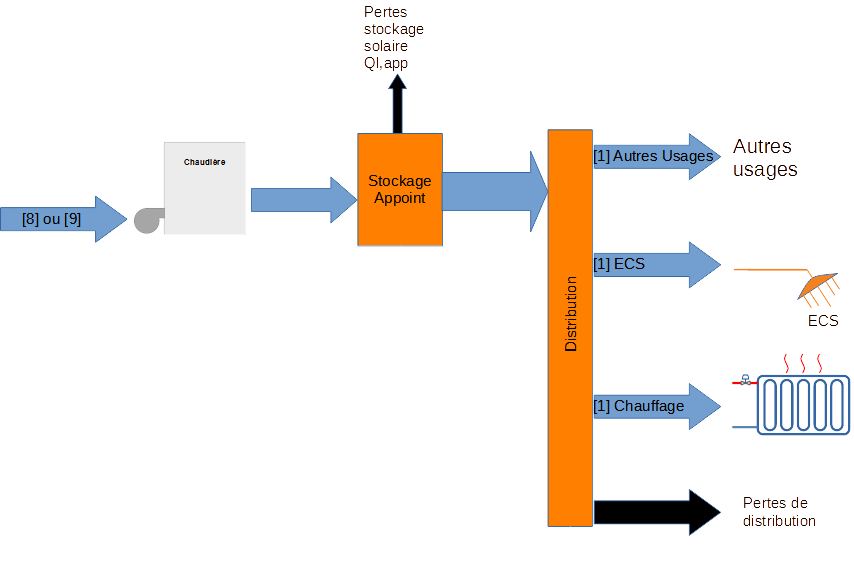 Pertes
stockage
solaire
Ql,app
Chaudière
[8] ou [9]
Stockage
Appoint
Distribution
[1] Autres Usages
Autres
usages
[1] ECS
ECS
[1] Chauffage
Pertes de
distribution